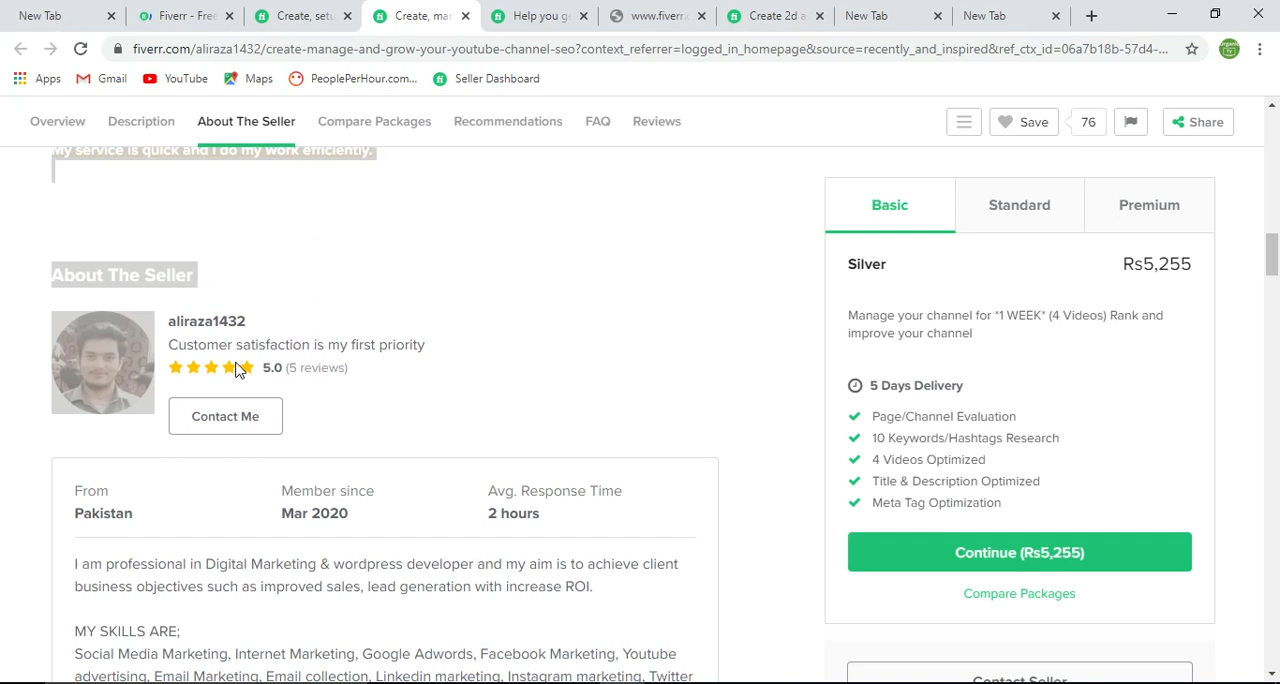 New Tab
Fiverr - Free
Create, setu
Create, mar
Help you ge
www.fiverr.c
Create 2d a
New Tab
New Tab
fiverr.com/aliraza1432/create-manage-and-grow-your-youtube-channel-seo?context_referrer=logged_in_homepage&source=recently_and_inspired&ref_ctx_id=06a7b18b-57d4-...
Apps Gmail YouTube Maps PeoplePerHour.com... Seller Dashboard
Overview Description About The Seller Compare Packages Recommendations FAQ Reviews
Save 76 Share
My service is quick and I do my work efficiently.
About The Seller
aliraza1432
Customer satisfaction is my first priority
5.0 (5 reviews)
Contact Me
From Member since Avg. Response Time
Pakistan Mar 2020 2 hours
I am professional in Digital Marketing & wordpress developer and my aim is to achieve client
business objectives such as improved sales, lead generation with increase ROI.
MY SKILLS ARE;
Social Media Marketing, Internet Marketing, Google Adwords, Facebook Marketing, Youtube
advertising, Email Marketing, Email collection, Linkedin marketing, Instagram marketing, Twitter
Basic Standard Premium
Silver Rs5,255
Manage your channel for *1 WEEK* (4 Videos) Rank and
improve your channel
5 Days Delivery
Page/Channel Evaluation
10 Keywords/Hashtags Research
4 Videos Optimized
Title & Description Optimized
Meta Tag Optimization
Continue (Rs5,255)
Compare Packages
Contact Seller